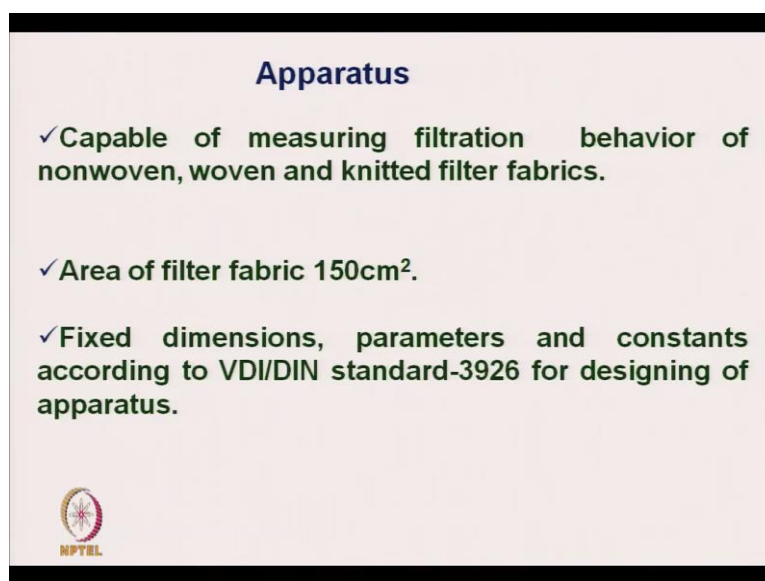 Apparatus
✓Capable of measuring filtration behavior of
nonwoven, woven and knitted filter fabrics.
✓Area of filter fabric 150cm².
✓Fixed dimensions, parameters and constants
according to VDI/DIN standard-3926 for designing of
apparatus.
NPTEL